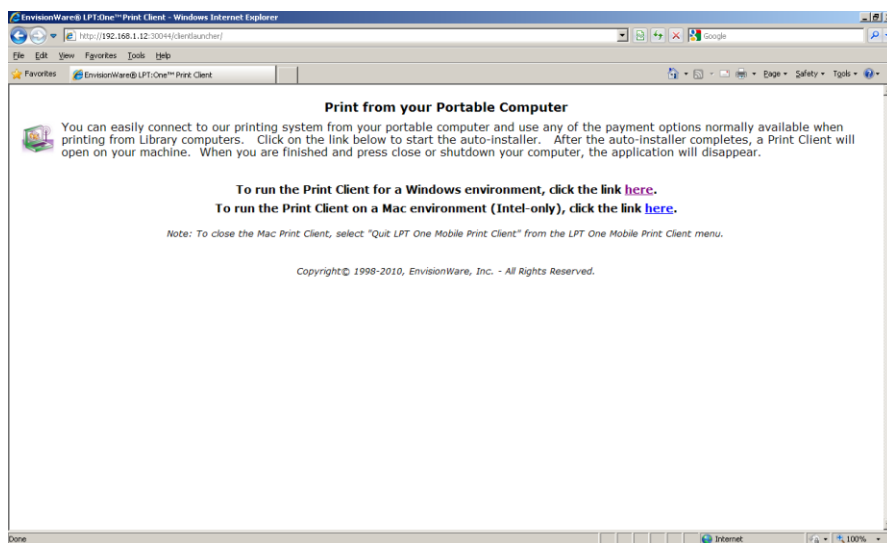 EnvisionWare® LPT:One™ Print Client - Windows Internet Explorer
http://192.168.1.12:30044/clientlauncher/
Google
File Edit View Favorites Tools Help
Favorites EnvisionWare® LPT:One™ Print Client Page Safety Tools
Print from your Portable Computer
You can easily connect to our printing system from your portable computer and use any of the payment options normally available when
printing from Library computers. Click on the link below to start the auto-installer. After the auto-installer completes, a Print Client will
open on your machine. When you are finished and press close or shutdown your computer, the application will disappear.
To run the Print Client for a Windows environment, click the link here.
To run the Print Client on a Mac environment (Intel-only), click the link here.
Note: To close the Mac Print Client, select "Quit LPT One Mobile Print Client" from the LPT One Mobile Print Client menu.
Copyright© 1998-2010, EnvisionWare, Inc. - All Rights Reserved.
Done Internet 100%